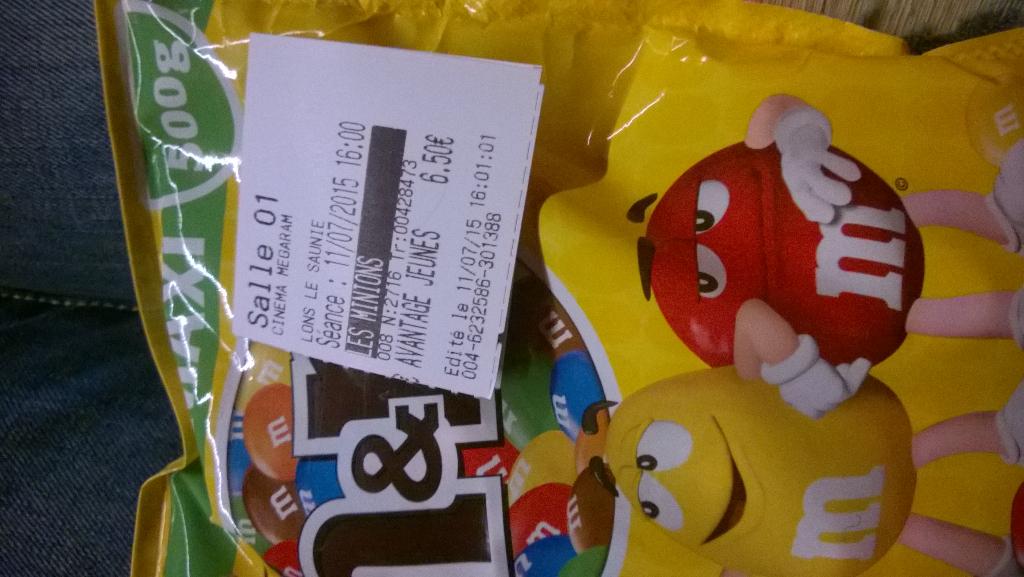 Salle 01
CINEMA MEGARAM
LONS LE SAUNIE
Séance : 11/07/2015 16:00
LES MINIONS
008 N:2716 Tr:00428473
AVANTAGE JEUNES 6.50€
Edité le 11/07/15 16:01:01
004-6232586-301388
MAXI 500g
m&
m
m
©
m
m
m
m
m
m
m